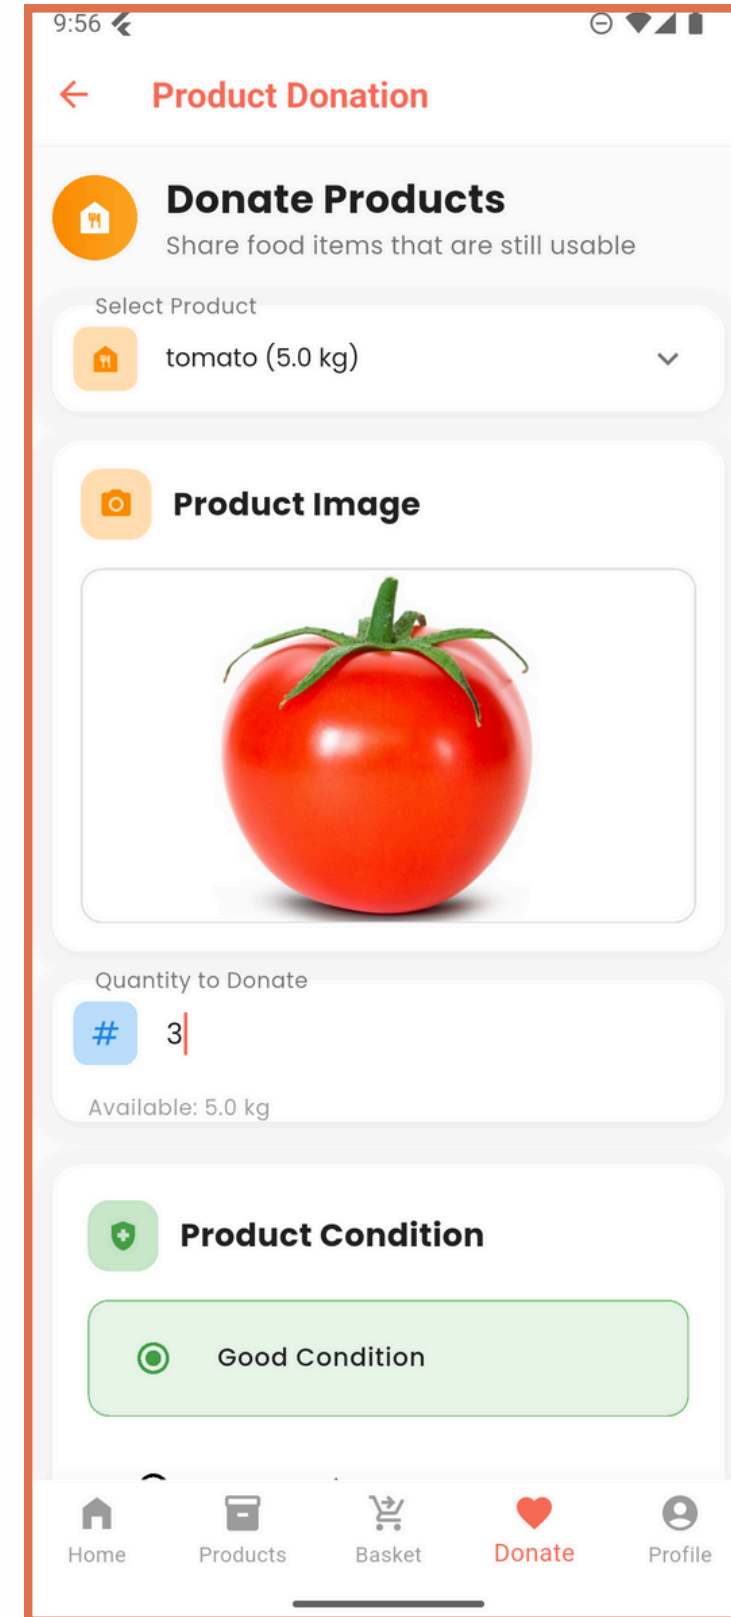 9:56
Product Donation
Donate Products
Share food items that are still usable
Select Product
tomato (5.0 kg)
Product Image
Quantity to Donate
# 3
Available: 5.0 kg
Product Condition
Good Condition
Home Products Basket Donate Profile